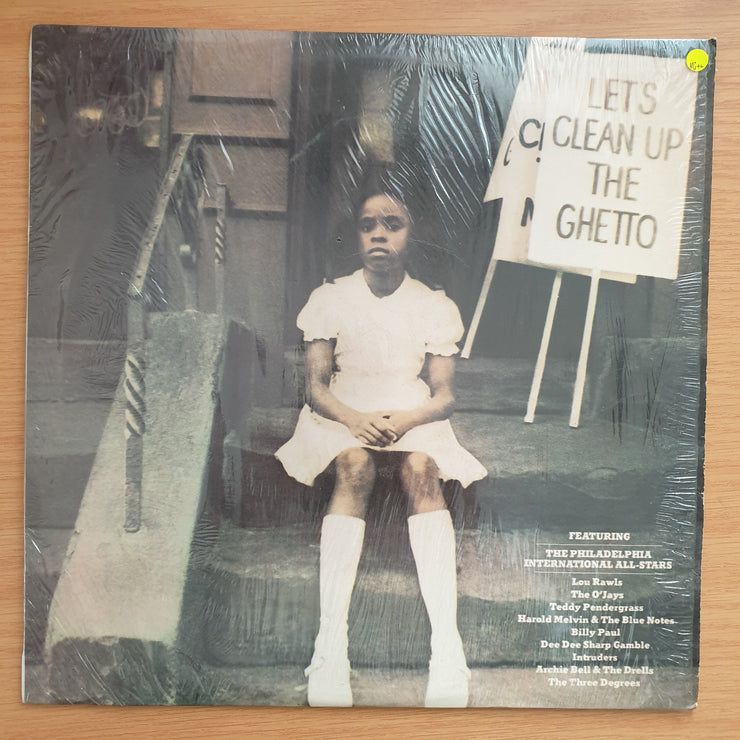 LETS
CLEAN UP
THE
GHETTO
FEATURING
THE PHILADELPHIA
INTERNATIONAL ALL-STARS
Lou Rawls
The O'Jays
Teddy Pendergrass
Harold Melvin & The Blue Notes
Billy Paul
Dee Dee Sharp Gamble
Intruders
Archie Bell & The Drells
The Three Degrees